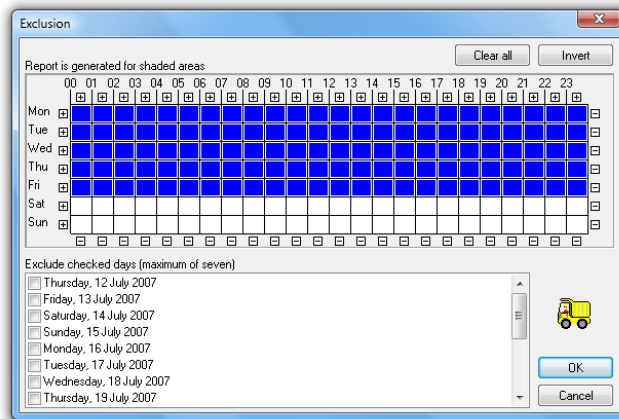 Exclusion
Clear all Invert
Report is generated for shaded areas
00 01 02 03 04 05 06 07 08 09 10 11 12 13 14 15 16 17 18 19 20 21 22 23
Mon
Tue
Wed
Thu
Fri
Sat
Sun
Exclude checked days (maximum of seven)
Thursday, 12 July 2007
Friday, 13 July 2007
Saturday, 14 July 2007
Sunday, 15 July 2007
Monday, 16 July 2007
Tuesday, 17 July 2007
Wednesday, 18 July 2007
Thursday, 19 July 2007
OK
Cancel